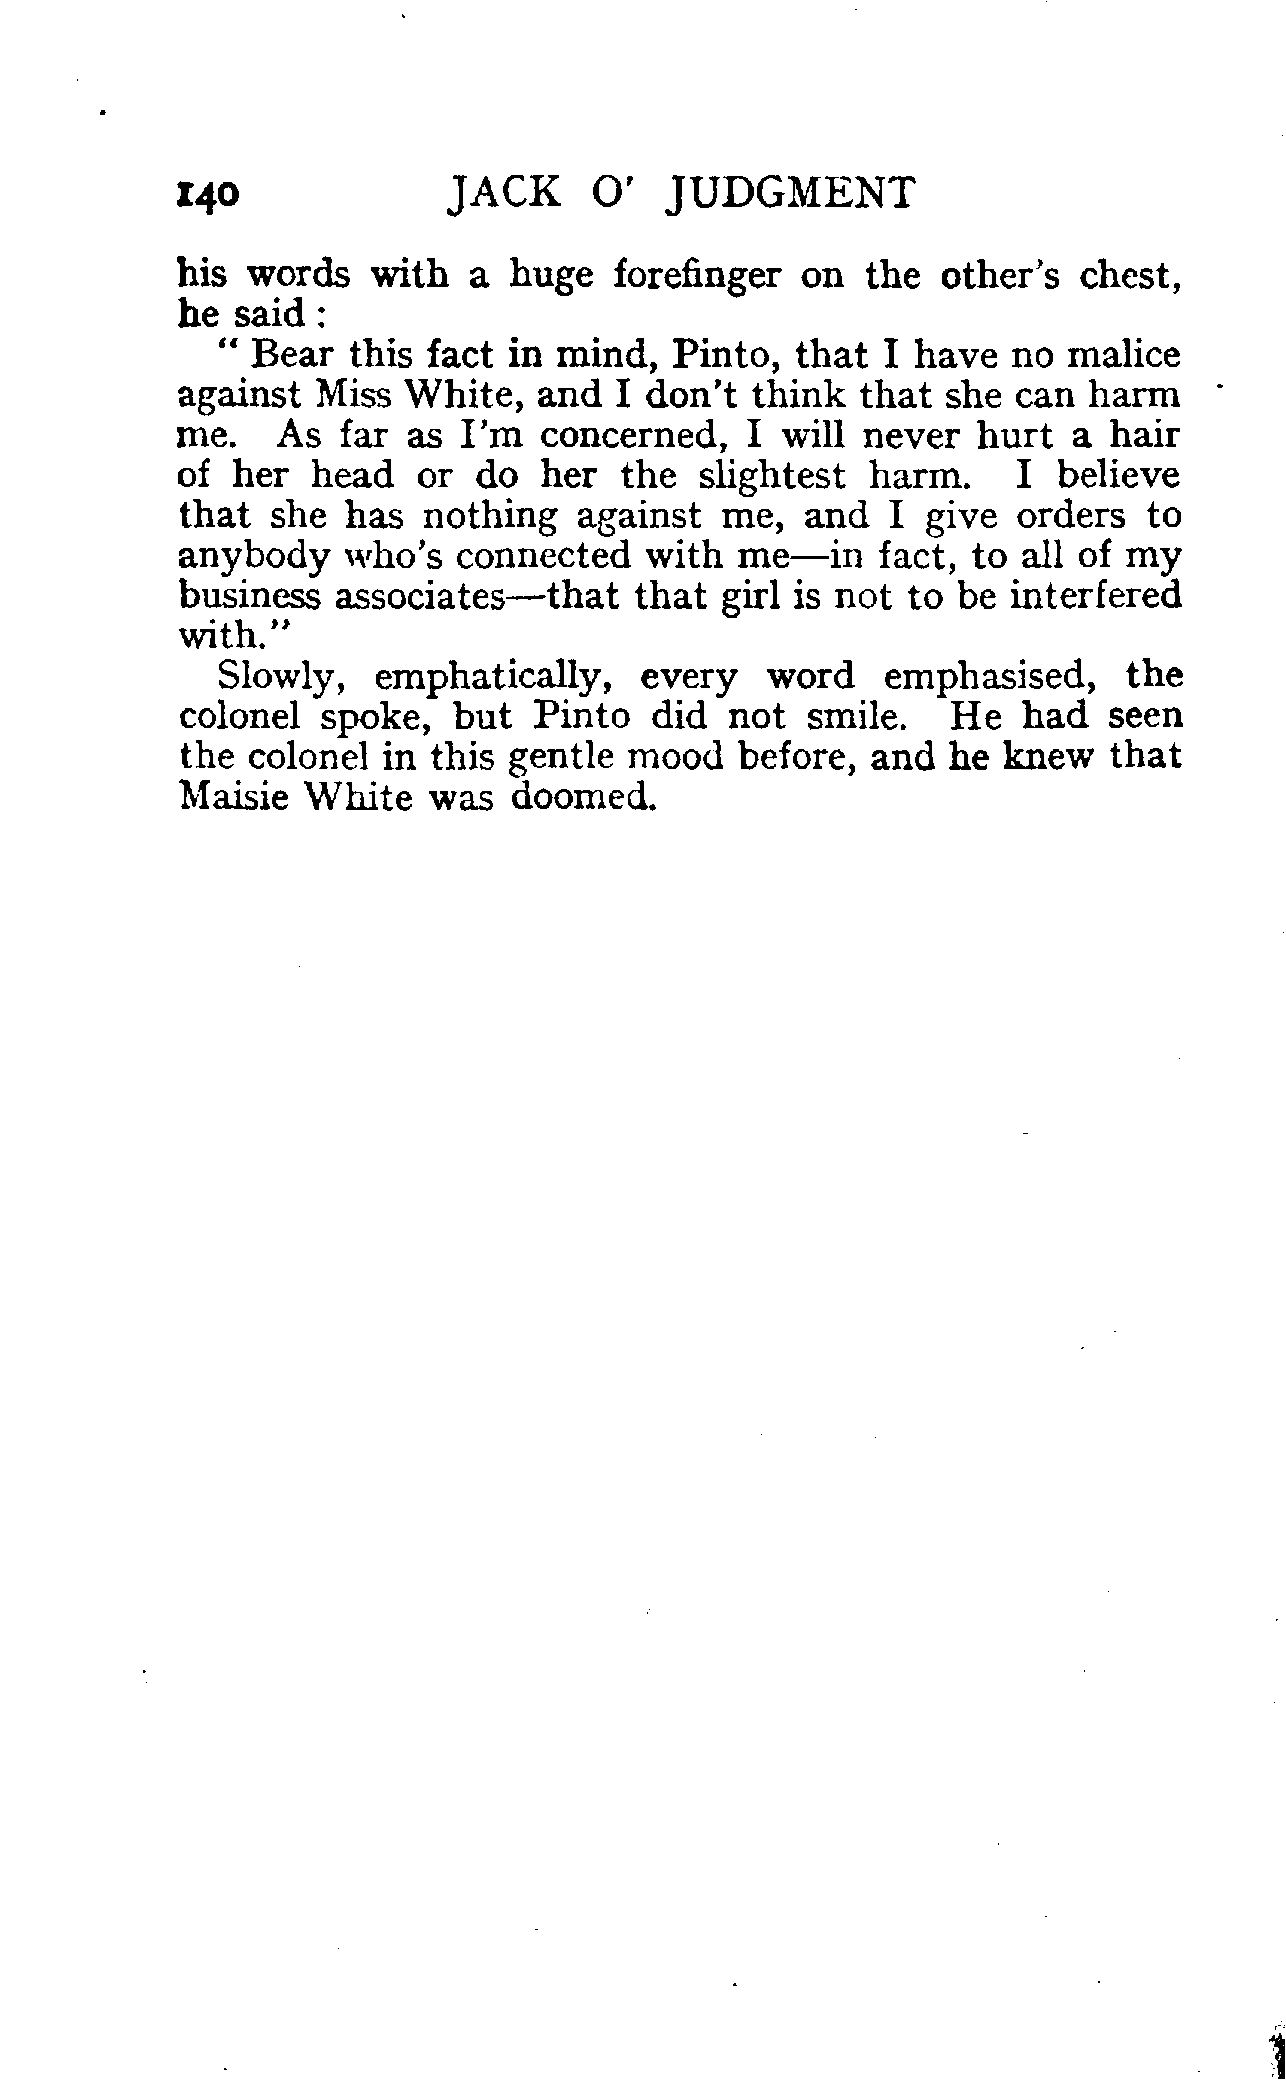 140 JACK O' JUDGMENT
his words with a huge forefinger on the other's chest,
he said :
" Bear this fact in mind, Pinto, that I have no malice
against Miss White, and I don't think that she can harm
me. As far as I'm concerned, I will never hurt a hair
of her head or do her the slightest harm. I believe
that she has nothing against me, and I give orders to
anybody who's connected with me—in fact, to all of my
business associates—that that girl is not to be interfered
with."
Slowly, emphatically, every word emphasised, the
colonel spoke, but Pinto did not smile. He had seen
the colonel in this gentle mood before, and he knew that
Maisie White was doomed.